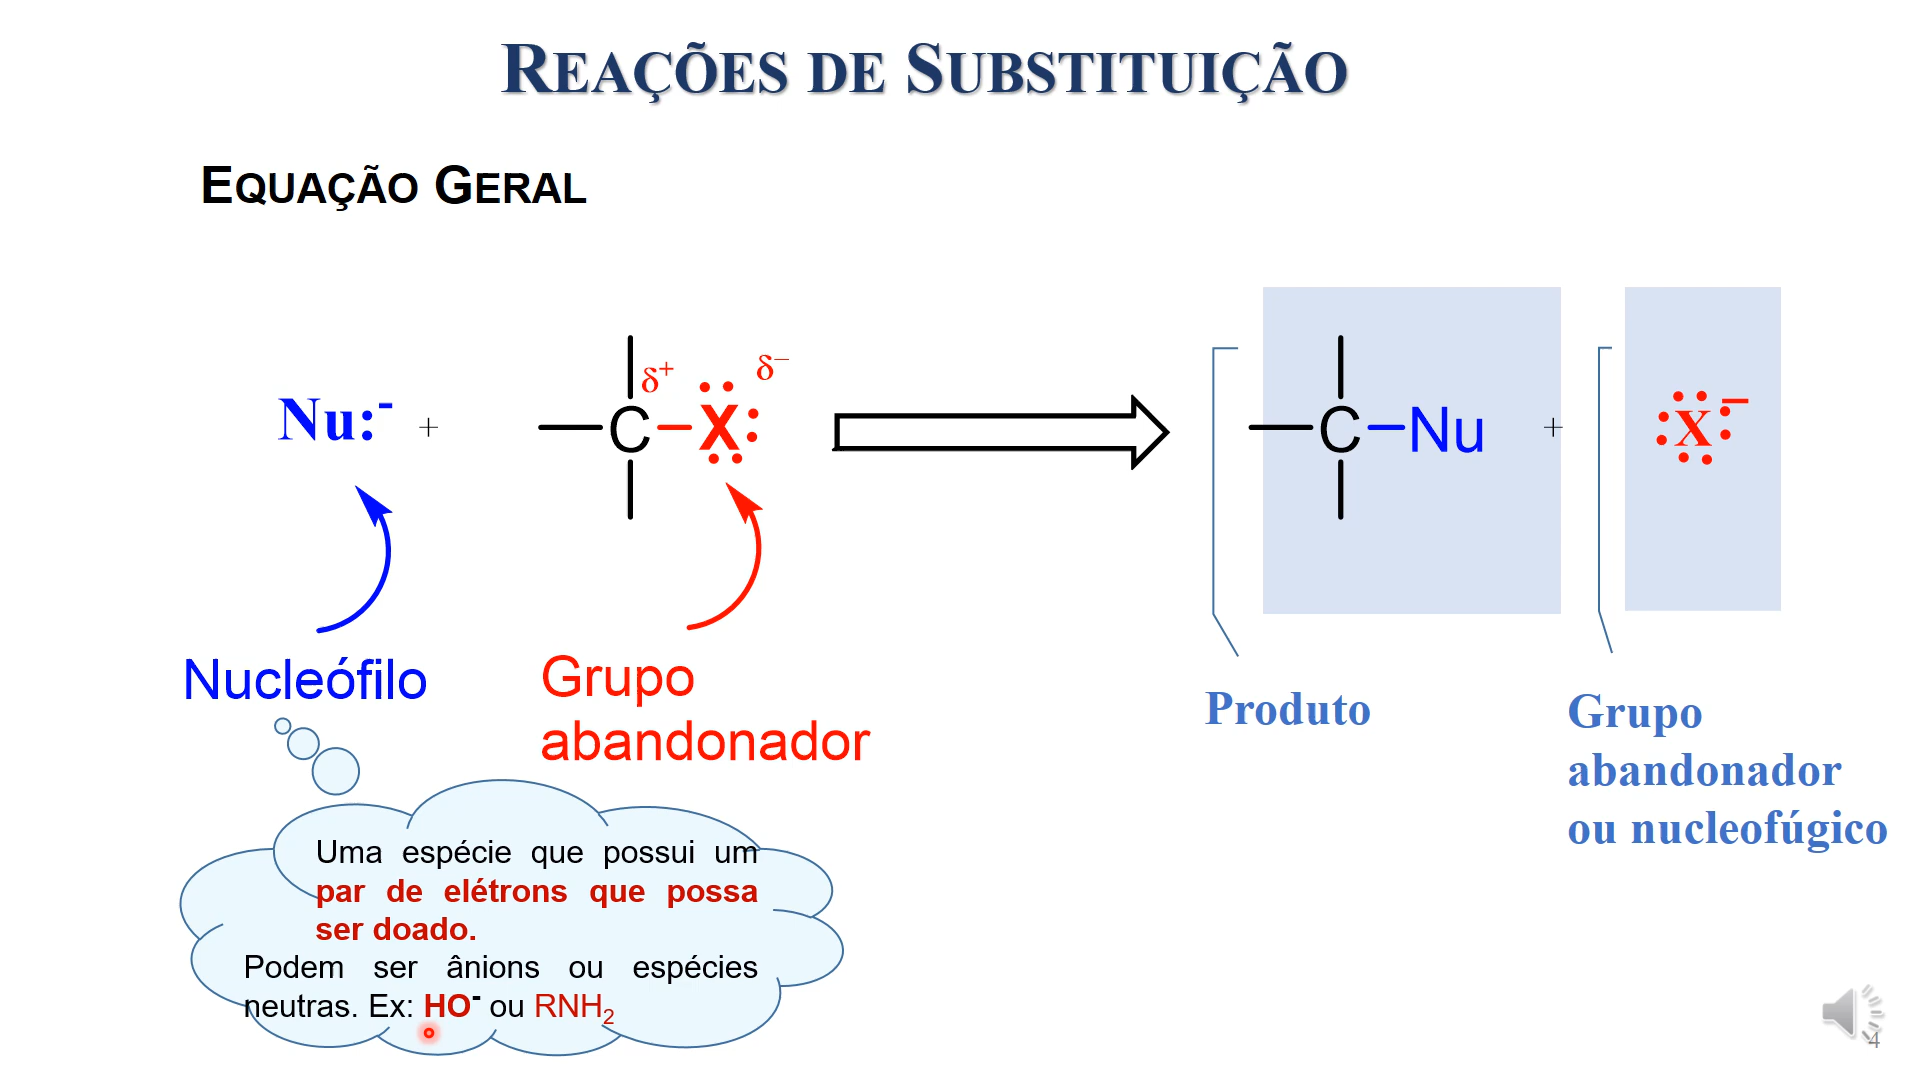 REAÇÕES DE SUBSTITUIÇÃO
EQUAÇÃO GERAL
Nu:⁻ + C–X δ⁺ δ⁻ C–Nu + X⁻
Nucleófilo
Grupo
abandonador
Produto
Grupo
abandonador
ou nucleofúgico
Uma espécie que possui um
par de elétrons que possa
ser doado.
Podem ser ânions ou espécies
neutras. Ex: HO⁻ ou RNH₂
4